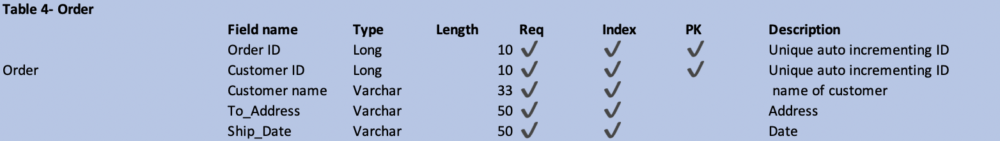 Table 4- Order
Field name Type Length Req Index PK Description
Order ID Long 10 ✓ ✓ ✓ Unique auto incrementing ID
Order Customer ID Long 10 ✓ ✓ ✓ Unique auto incrementing ID
Customer name Varchar 33 ✓ ✓ name of customer
To_Address Varchar 50 ✓ ✓ Address
Ship_Date Varchar 50 ✓ ✓ Date